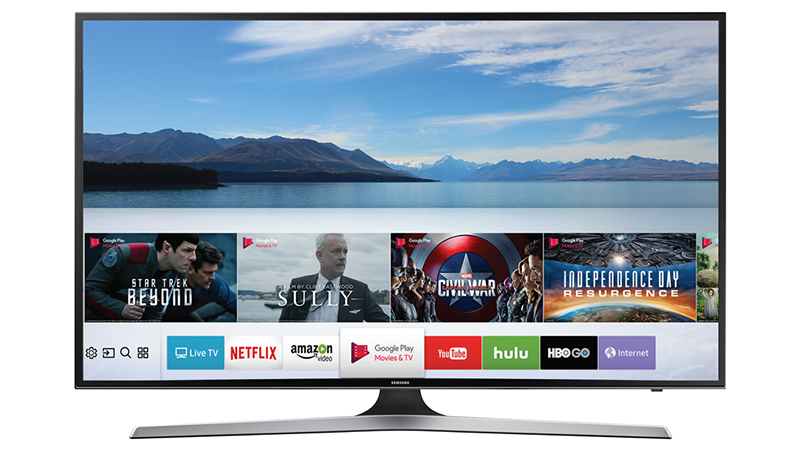 Google Play
Movies & TV
STAR TREK
BEYOND
Google Play
Movies & TV
A FILM BY CLINT EASTWOOD
SULLY
Google Play
Movies & TV
MARVEL
CIVIL WAR
Google Play
Movies & TV
INDEPENDENCE DAY
RESURGENCE
Live TV
NETFLIX
amazon
video
Google Play
Movies & TV
YouTube
hulu
HBO GO
Internet
SAMSUNG